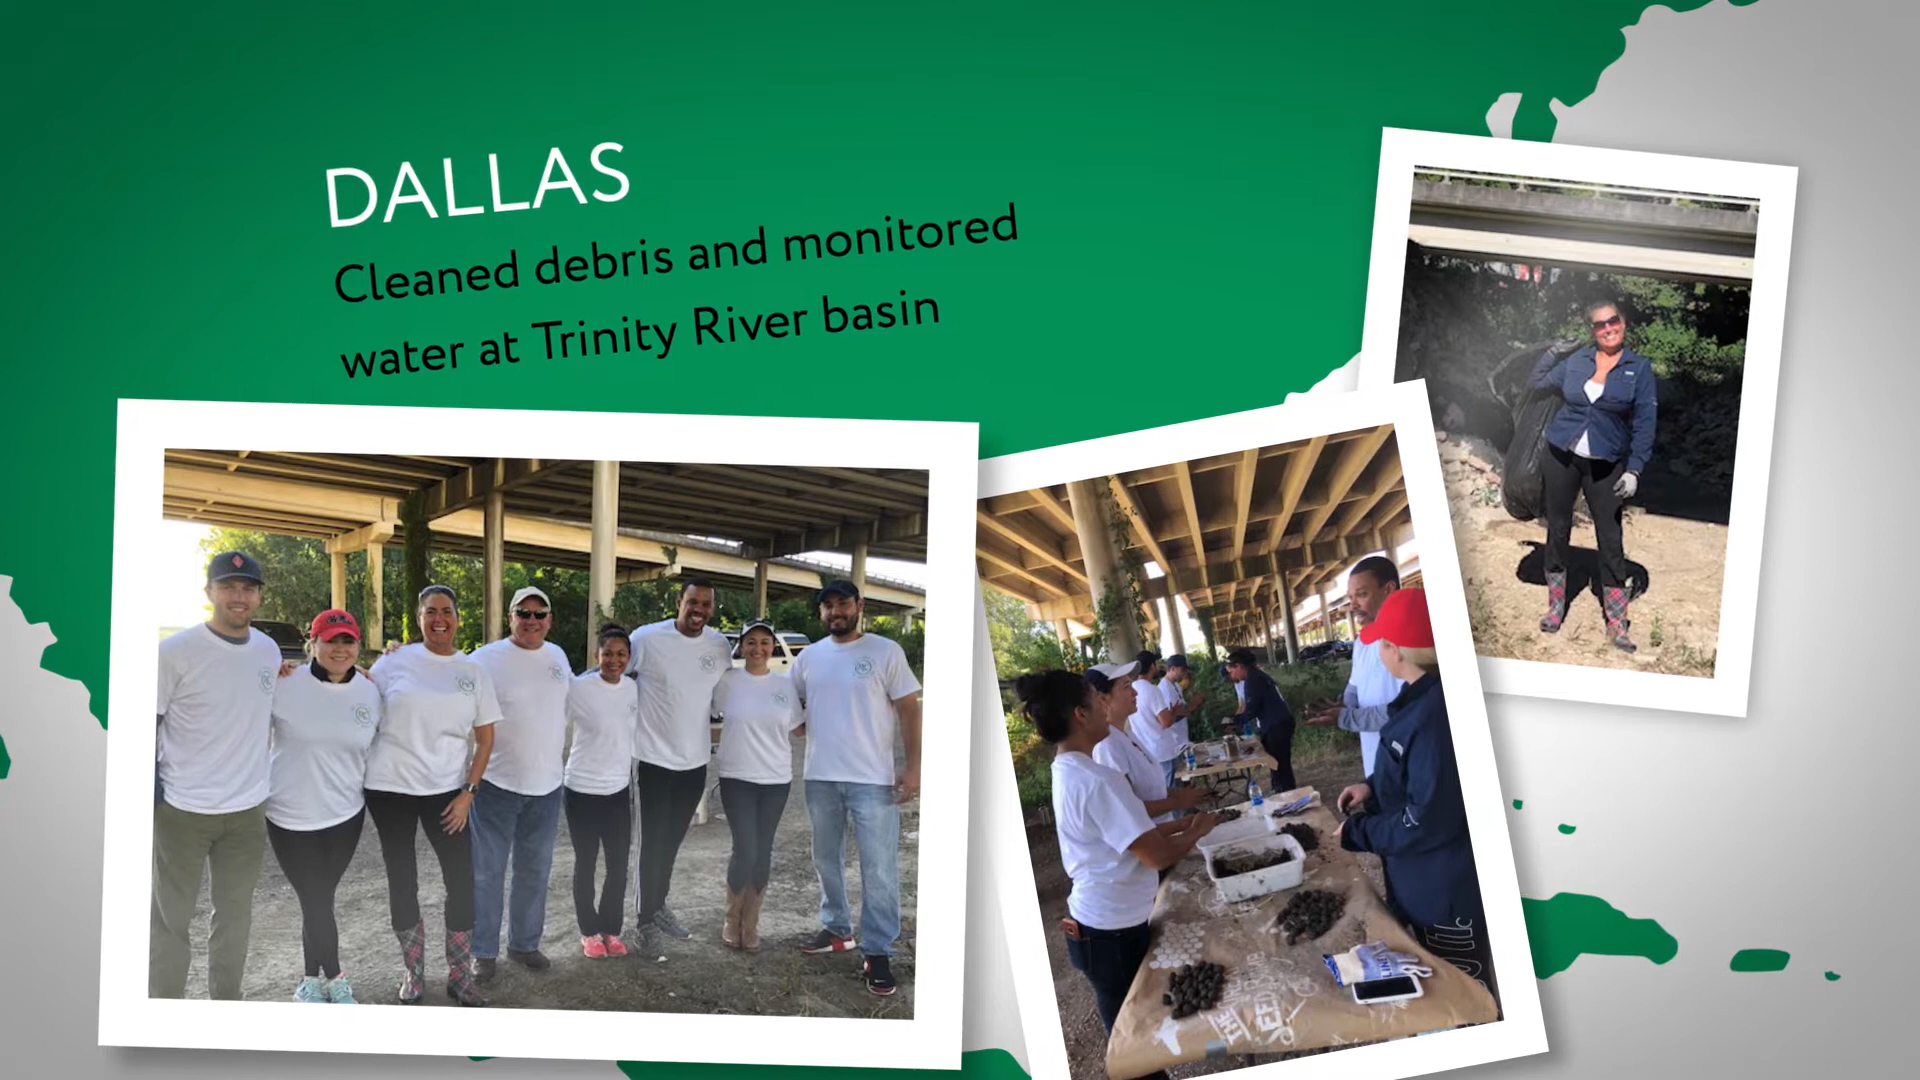 DALLAS
Cleaned debris and monitored
water at Trinity River basin